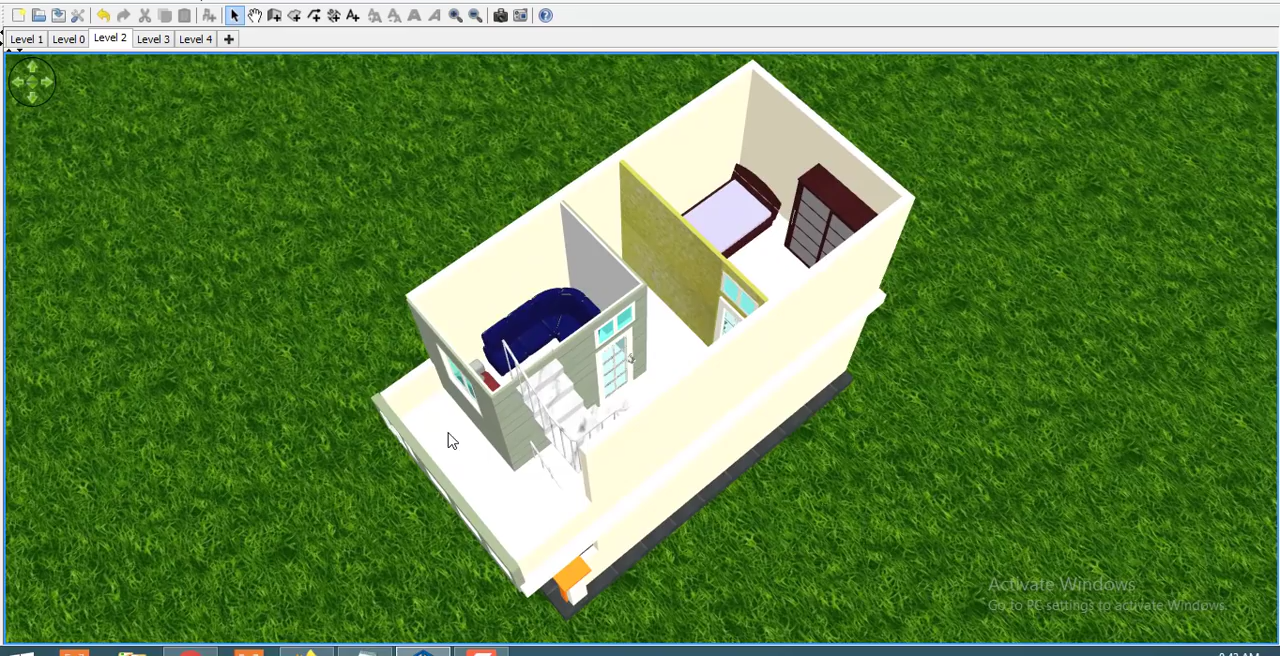 Level 1 Level 0 Level 2 Level 3 Level 4
Activate Windows
Go to PC settings to activate Windows.